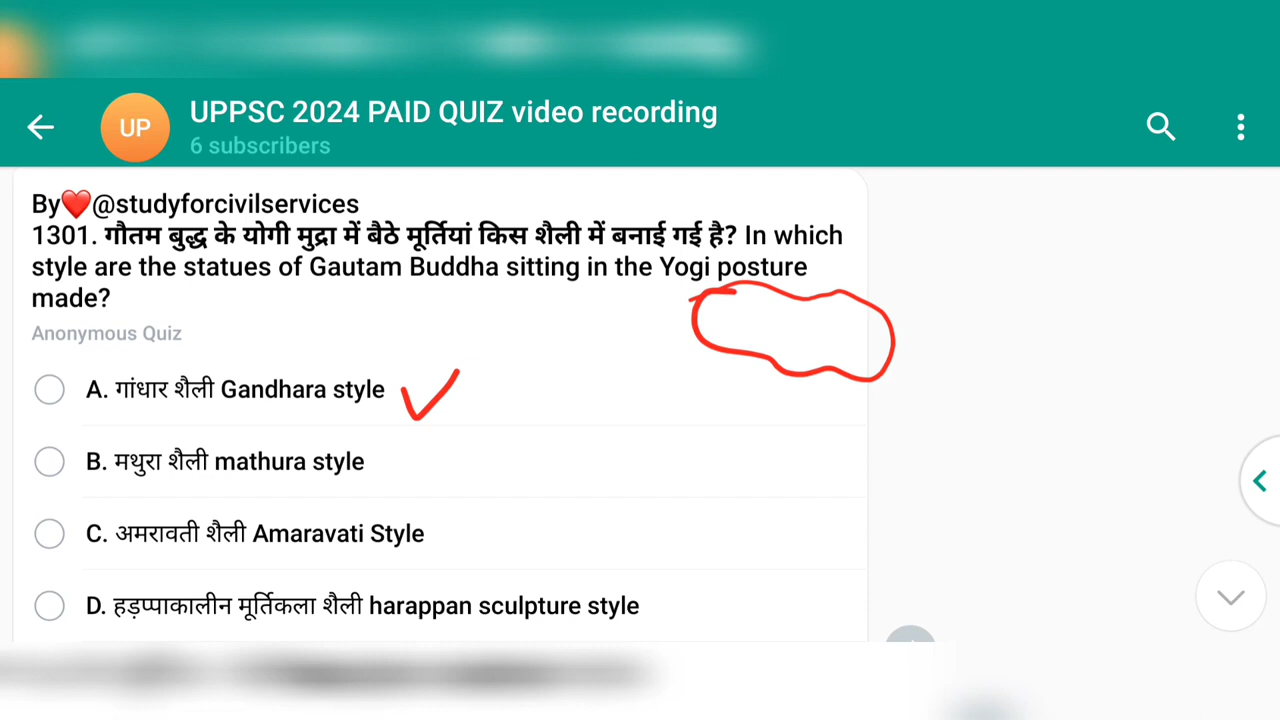 UP
UPPSC 2024 PAID QUIZ video recording
6 subscribers
By❤️@studyforcivilservices
1301. गौतम बुद्ध के योगी मुद्रा में बैठे मूर्तियां किस शैली में बनाई गई है? In which
style are the statues of Gautam Buddha sitting in the Yogi posture
made?
Anonymous Quiz
A. गांधार शैली Gandhara style
B. मथुरा शैली mathura style
C. अमरावती शैली Amaravati Style
D. हड़प्पाकालीन मूर्तिकला शैली harappan sculpture style